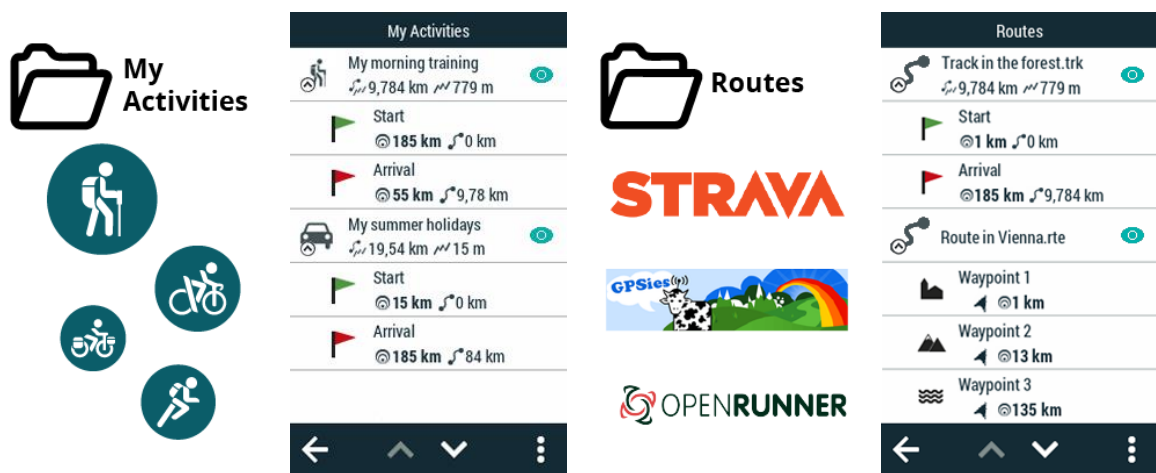 My
Activities
My Activities
My morning training
9,784 km 779 m
Start
185 km 0 km
Arrival
55 km 9,78 km
My summer holidays
19,54 km 15 m
Start
15 km 0 km
Arrival
185 km 84 km
Routes
STRAVA
GPSies
OPENRUNNER
Routes
Track in the forest.trk
9,784 km 779 m
Start
1 km 0 km
Arrival
185 km 9,784 km
Route in Vienna.rte
Waypoint 1
1 km
Waypoint 2
13 km
Waypoint 3
135 km